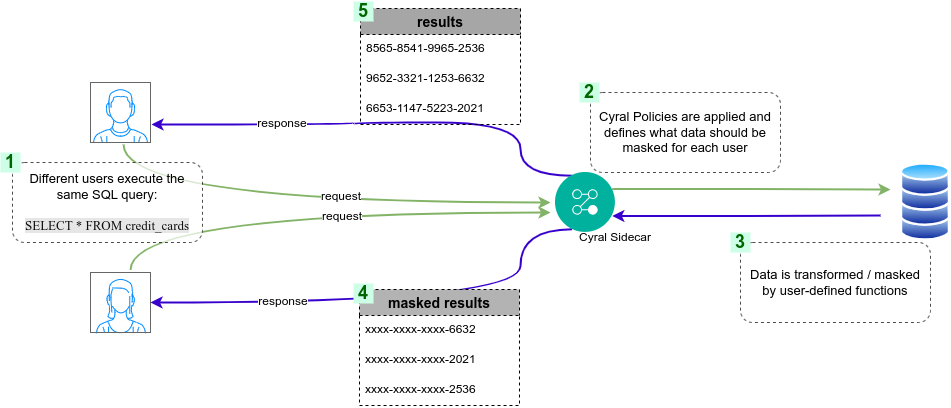 5
results
8565-8541-9965-2536
9652-3321-1253-6632
6653-1147-5223-2021
response
2
Cyral Policies are applied and
defines what data should be
masked for each user
1
Different users execute the
same SQL query:
SELECT * FROM credit_cards
request
request
Cyral Sidecar
3
Data is transformed / masked
by user-defined functions
response
4
masked results
xxxx-xxxx-xxxx-6632
xxxx-xxxx-xxxx-2021
xxxx-xxxx-xxxx-2536